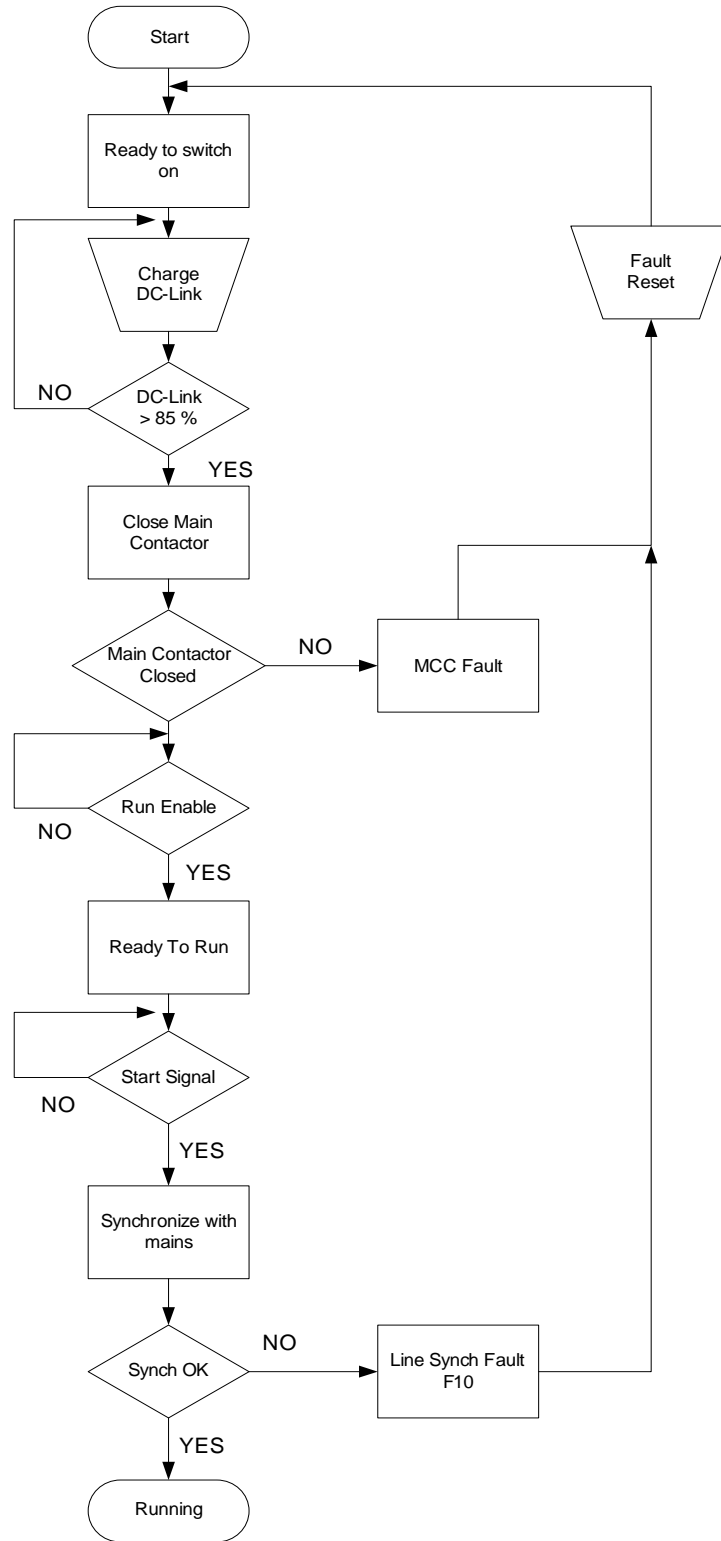 Start
Ready to switch
on
Charge
DC-Link
Fault
Reset
NO
DC-Link
> 85 %
YES
Close Main
Contactor
Main Contactor
Closed
NO
MCC Fault
Run Enable
NO
YES
Ready To Run
Start Signal
NO
YES
Synchronize with
mains
Synch OK
NO
Line Synch Fault
F10
YES
Running